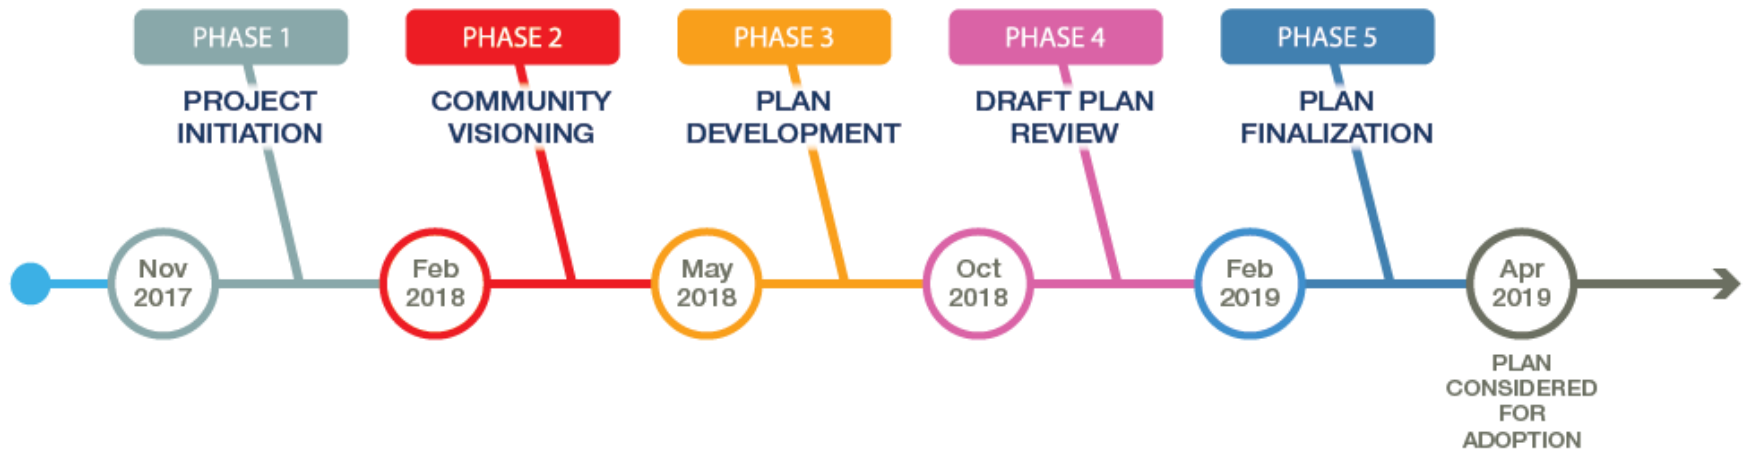 PHASE 1
PROJECT
INITIATION
PHASE 2
COMMUNITY
VISIONING
PHASE 3
PLAN
DEVELOPMENT
PHASE 4
DRAFT PLAN
REVIEW
PHASE 5
PLAN
FINALIZATION
Nov
2017
Feb
2018
May
2018
Oct
2018
Feb
2019
Apr
2019
PLAN
CONSIDERED
FOR
ADOPTION